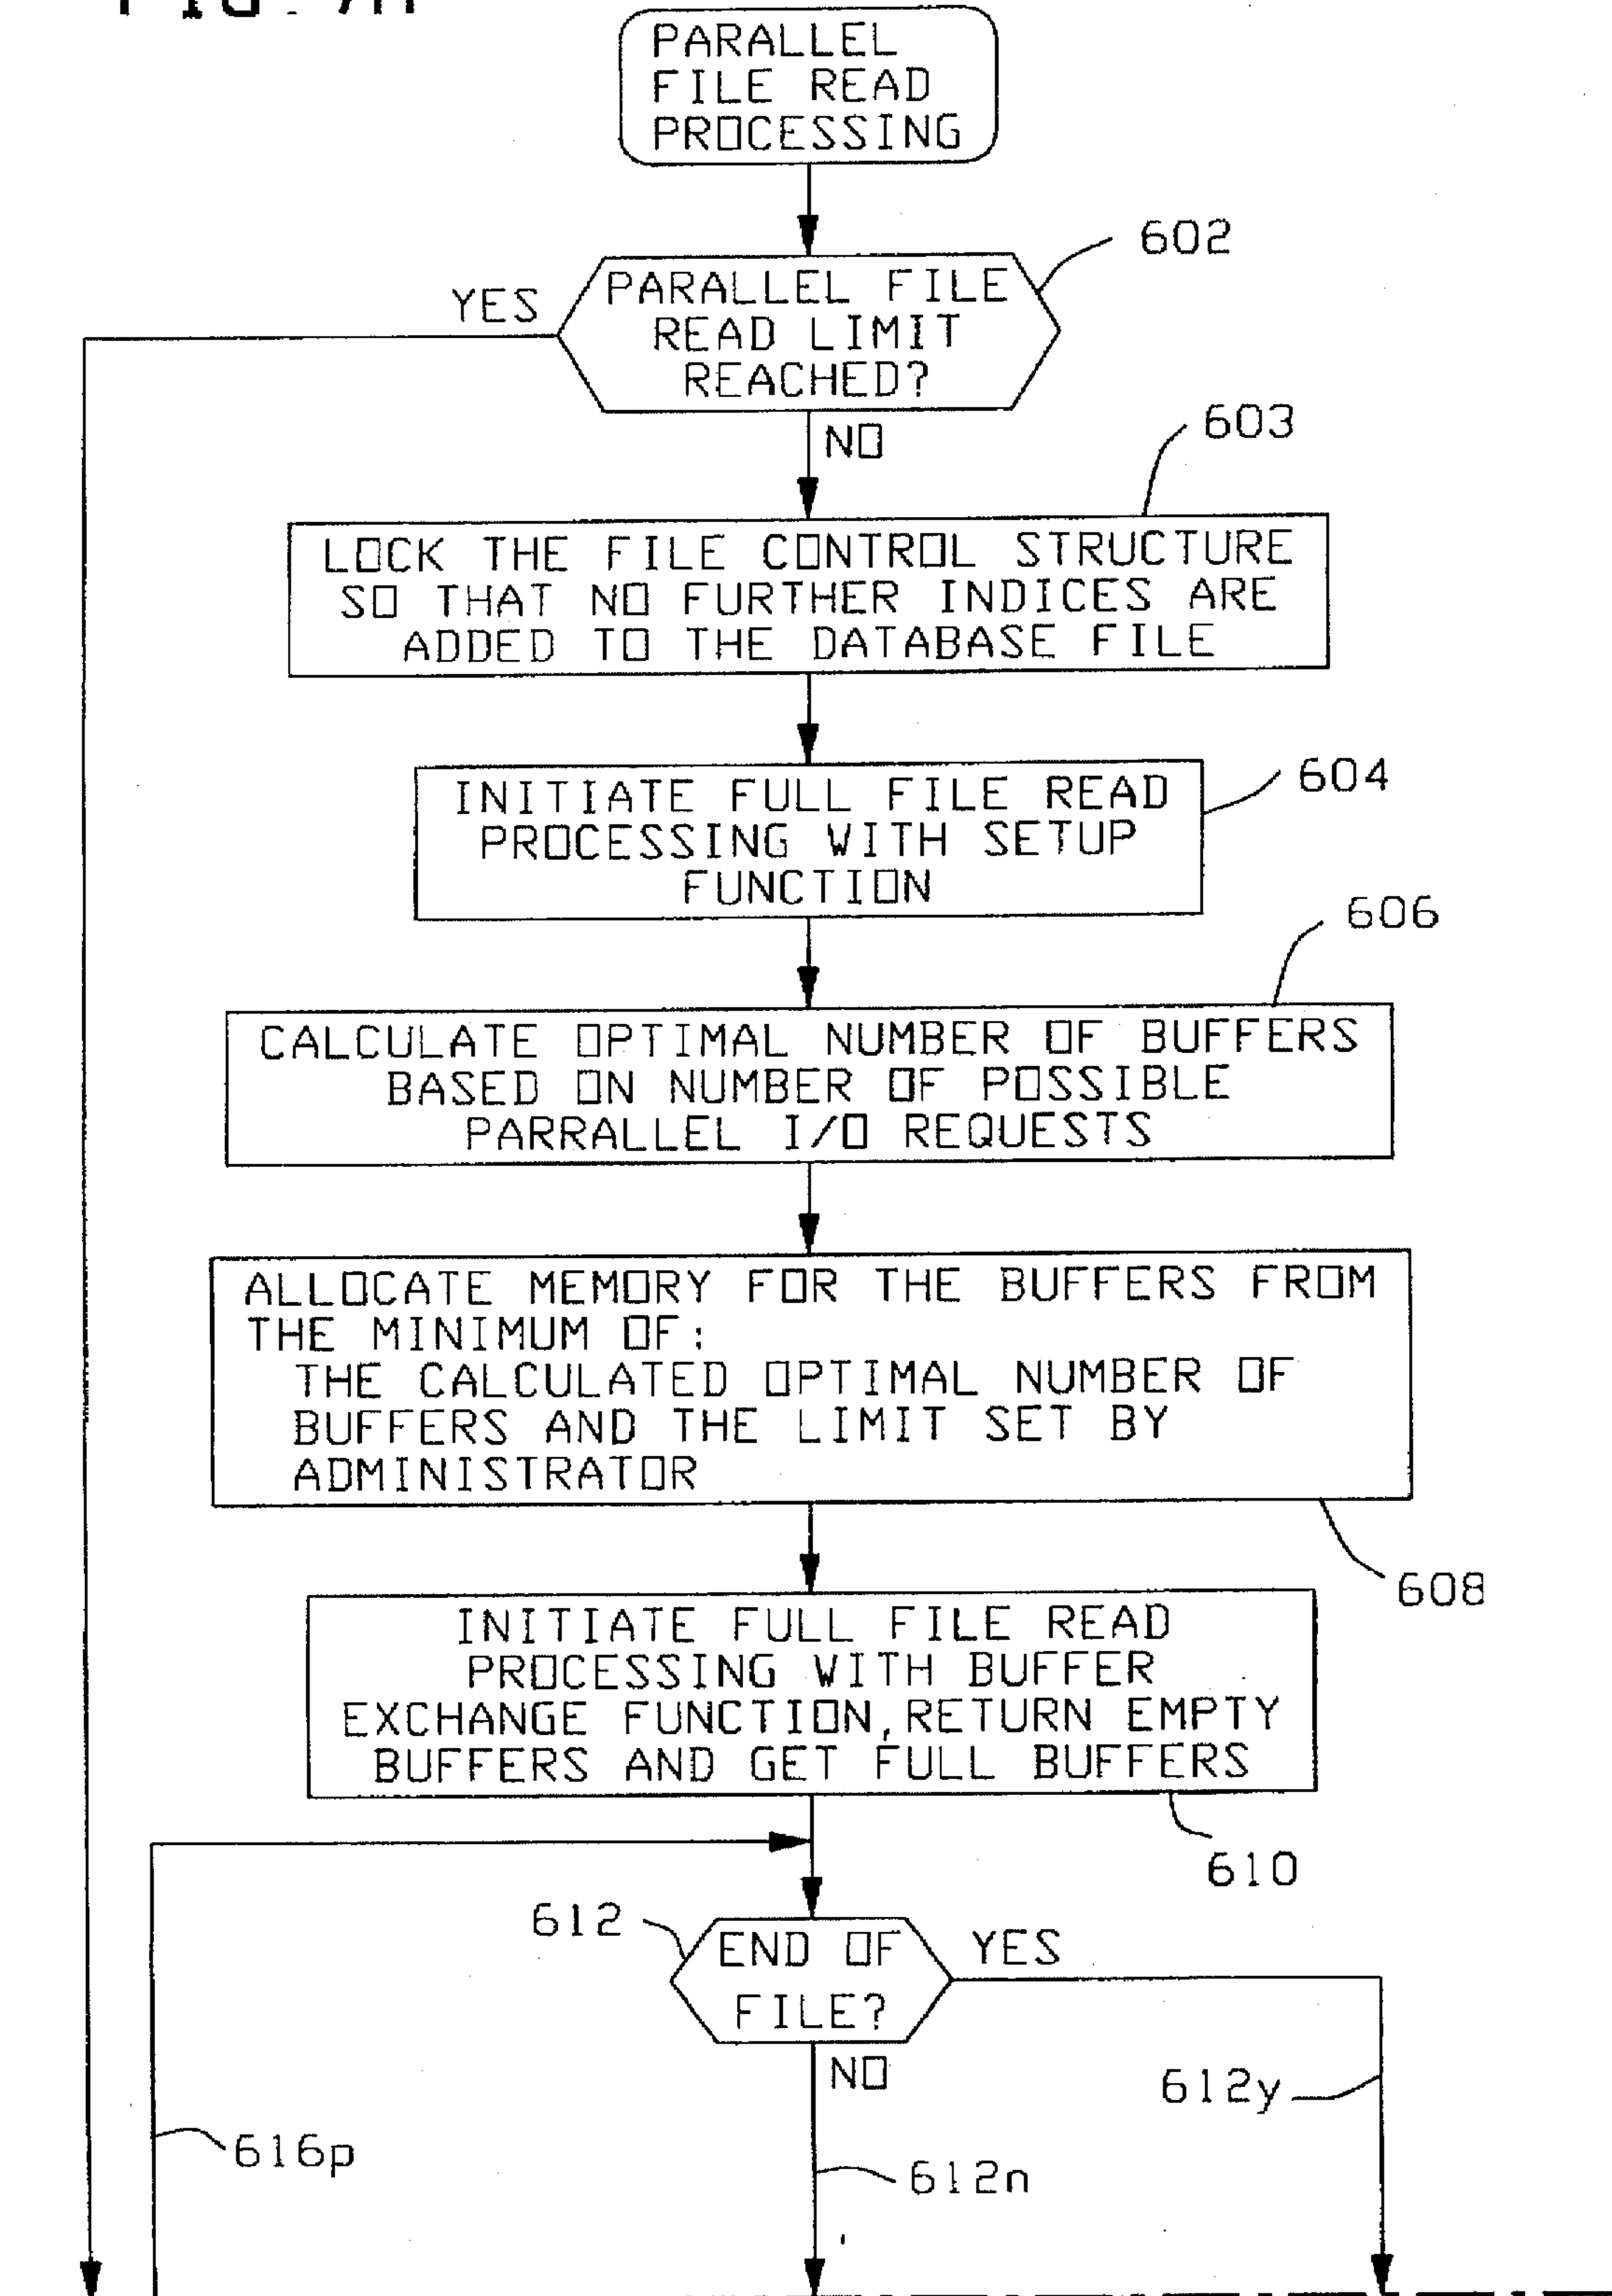 PARALLEL
FILE READ
PROCESSING
602
YES
PARALLEL FILE
READ LIMIT
REACHED?
NO
603
LOCK THE FILE CONTROL STRUCTURE
SO THAT NO FURTHER INDICES ARE
ADDED TO THE DATABASE FILE
604
INITIATE FULL FILE READ
PROCESSING WITH SETUP
FUNCTION
606
CALCULATE OPTIMAL NUMBER OF BUFFERS
BASED ON NUMBER OF POSSIBLE
PARRALLEL I/O REQUESTS
ALLOCATE MEMORY FOR THE BUFFERS FROM
THE MINIMUM OF:
THE CALCULATED OPTIMAL NUMBER OF
BUFFERS AND THE LIMIT SET BY
ADMINISTRATOR
608
INITIATE FULL FILE READ
PROCESSING WITH BUFFER
EXCHANGE FUNCTION, RETURN EMPTY
BUFFERS AND GET FULL BUFFERS
610
612
END OF
FILE?
YES
NO
612y
616p
612n